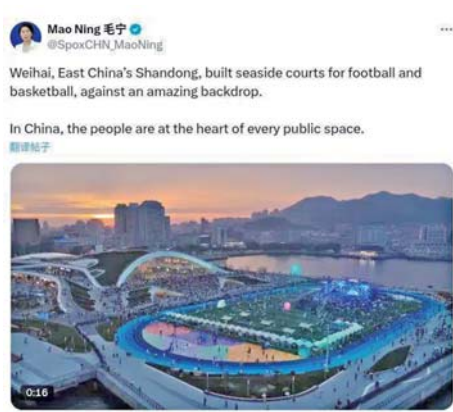 Mao Ning 毛宁
@SpoxCHN_MaoNing
Weihai, East China's Shandong, built seaside courts for football and
basketball, against an amazing backdrop.
In China, the people are at the heart of every public space.
翻译帖子
0:16